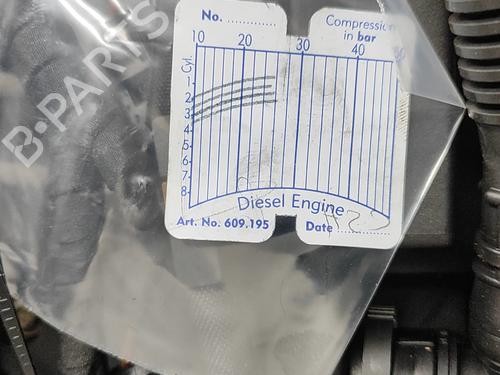 No. ............
Compression
in bar
10 20 30 40
Cyl.
1
2
3
4
5
6
7
8
Diesel Engine
Art. No. 609.195
Date ............
B-PARTS